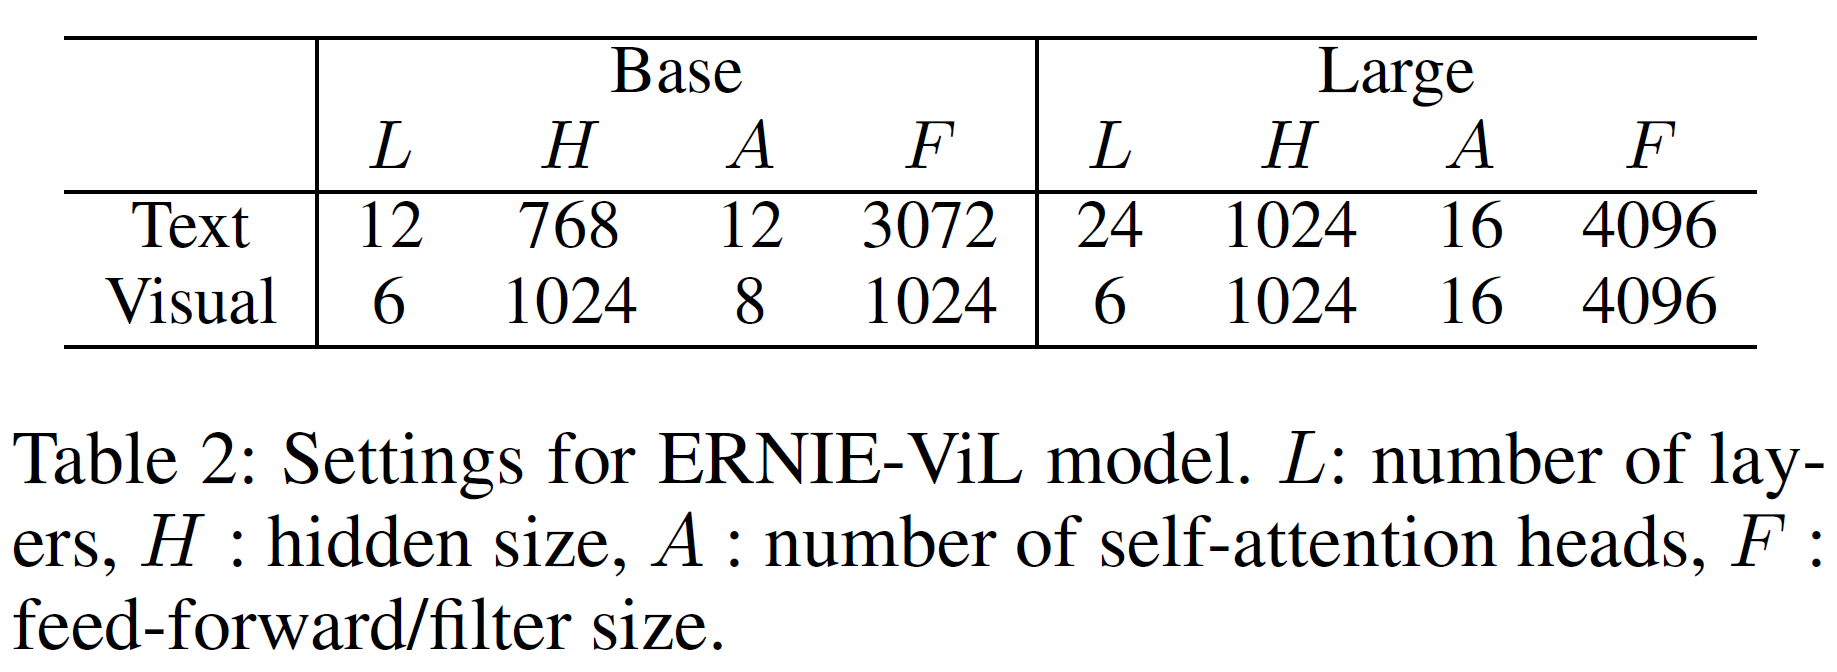 Base Large
L H A F L H A F
Text 12 768 12 3072 24 1024 16 4096
Visual 6 1024 8 1024 6 1024 16 4096
Table 2: Settings for ERNIE-ViL model. L: number of lay-
ers, H : hidden size, A : number of self-attention heads, F :
feed-forward/filter size.